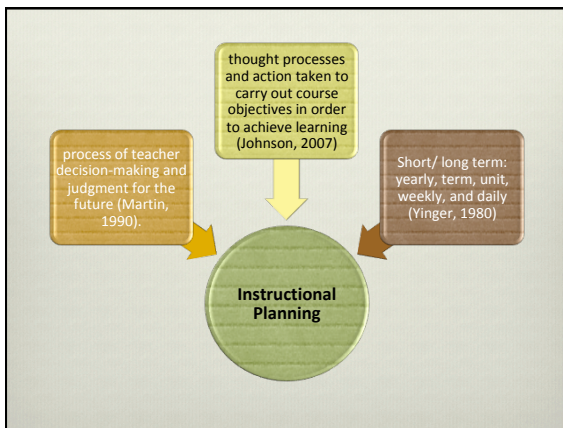 thought processes
and action taken to
carry out course
objectives in order
to achieve learning
(Johnson, 2007)
process of teacher
decision-making and
judgment for the
future (Martin,
1990).
Short/ long term:
yearly, term, unit,
weekly, and daily
(Yinger, 1980)
Instructional
Planning